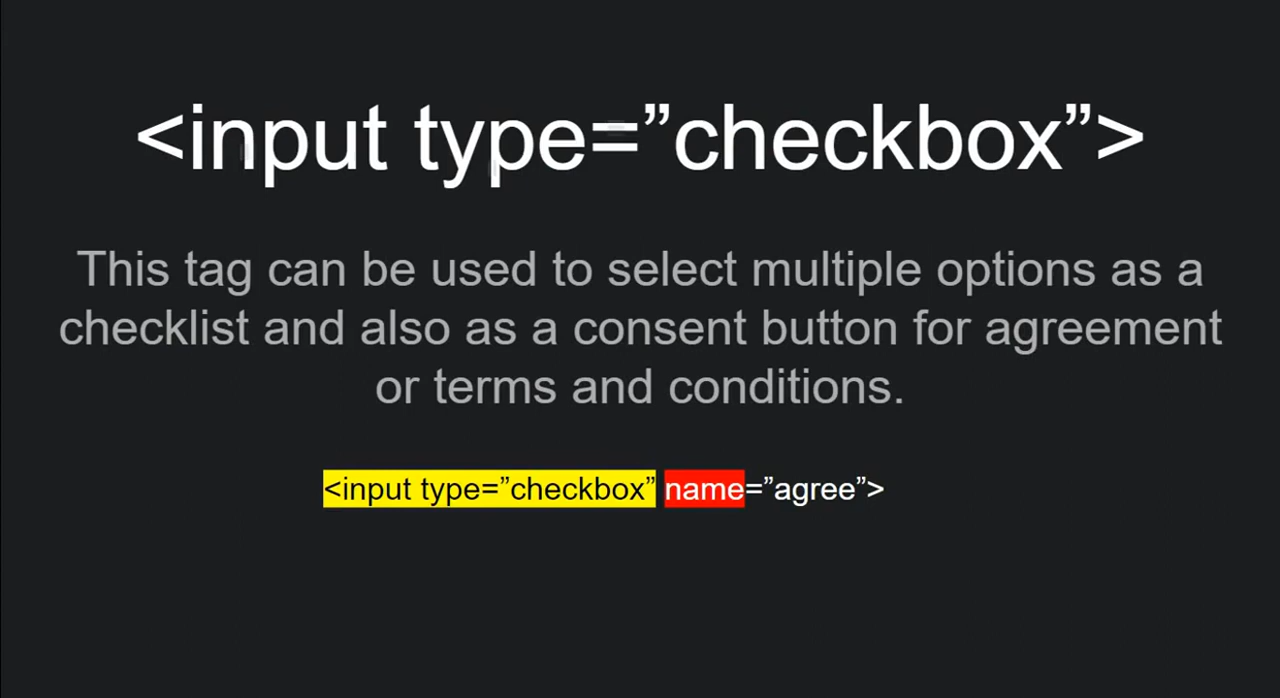 <input type=”checkbox”>
This tag can be used to select multiple options as a
checklist and also as a consent button for agreement
or terms and conditions.
<input type=”checkbox” name=”agree”>